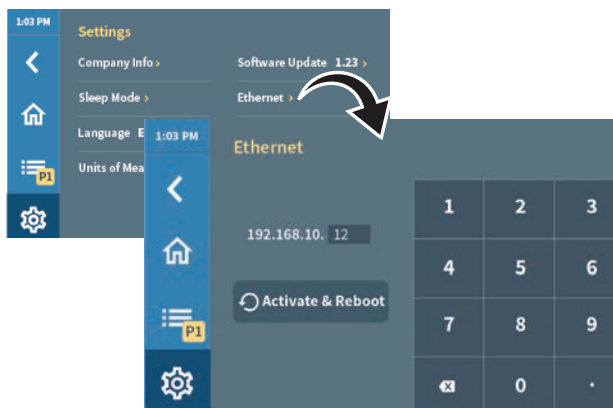 1:03 PM
Settings
Company Info >
Software Update 1.23 >
Sleep Mode >
Ethernet >
Language E
Units of Mea
P1
1:03 PM
Ethernet
192.168.10. 12
Activate & Reboot
P1
1 2 3
4 5 6
7 8 9
0 .